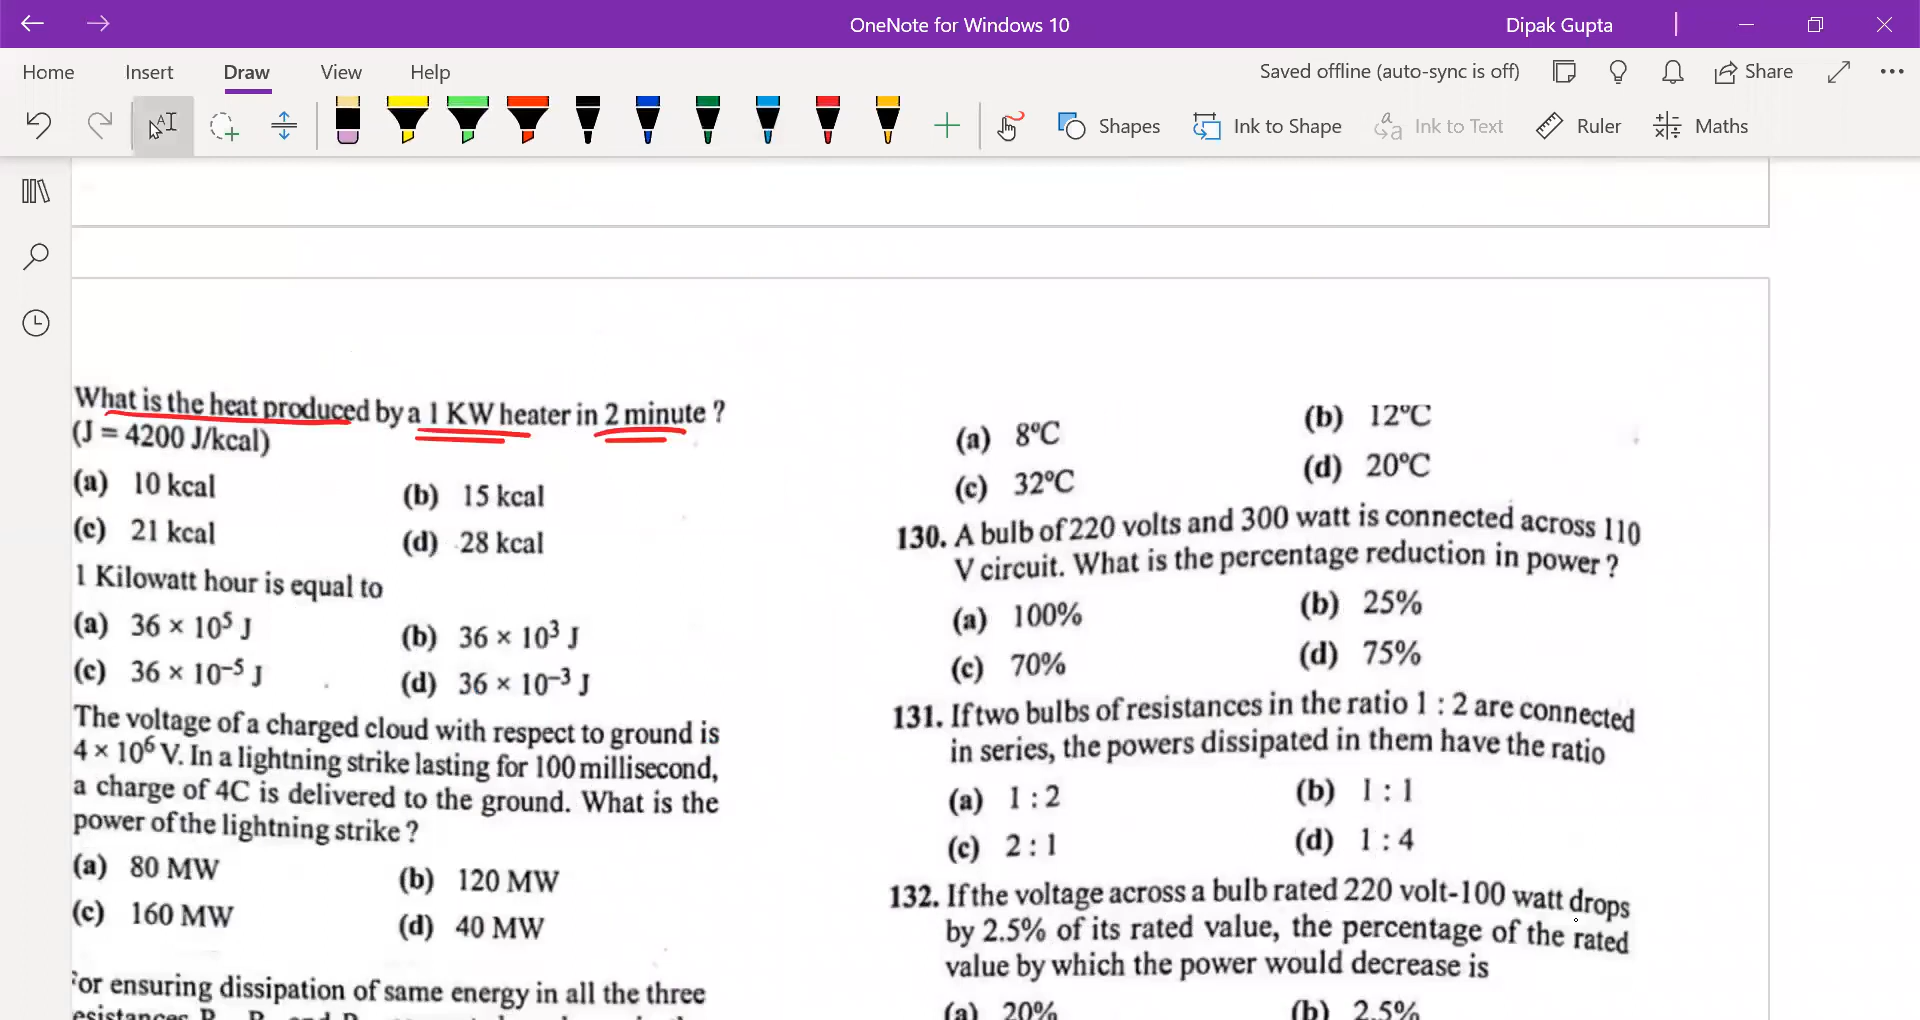 OneNote for Windows 10
Dipak Gupta
Home
Insert
Draw
View
Help
Saved offline (auto-sync is off)
Share
Shapes
Ink to Shape
Ink to Text
Ruler
Maths
What is the heat produced by a 1 KW heater in 2 minute ?
(J = 4200 J/kcal)
(a) 10 kcal
(b) 15 kcal
(c) 21 kcal
(d) 28 kcal
1 Kilowatt hour is equal to
(a) 36 × 10⁵ J
(b) 36 × 10³ J
(c) 36 × 10⁻⁵ J
(d) 36 × 10⁻³ J
The voltage of a charged cloud with respect to ground is
4 × 10⁶ V. In a lightning strike lasting for 100 millisecond,
a charge of 4C is delivered to the ground. What is the
power of the lightning strike ?
(a) 80 MW
(b) 120 MW
(c) 160 MW
(d) 40 MW
For ensuring dissipation of same energy in all the three
(a) 8°C
(b) 12°C
(c) 32°C
(d) 20°C
130. A bulb of 220 volts and 300 watt is connected across 110
V circuit. What is the percentage reduction in power ?
(a) 100%
(b) 25%
(c) 70%
(d) 75%
131. If two bulbs of resistances in the ratio 1 : 2 are connected
in series, the powers dissipated in them have the ratio
(a) 1 : 2
(b) 1 : 1
(c) 2 : 1
(d) 1 : 4
132. If the voltage across a bulb rated 220 volt-100 watt drops
by 2.5% of its rated value, the percentage of the rated
value by which the power would decrease is
(a) 20%
(b) 2.5%